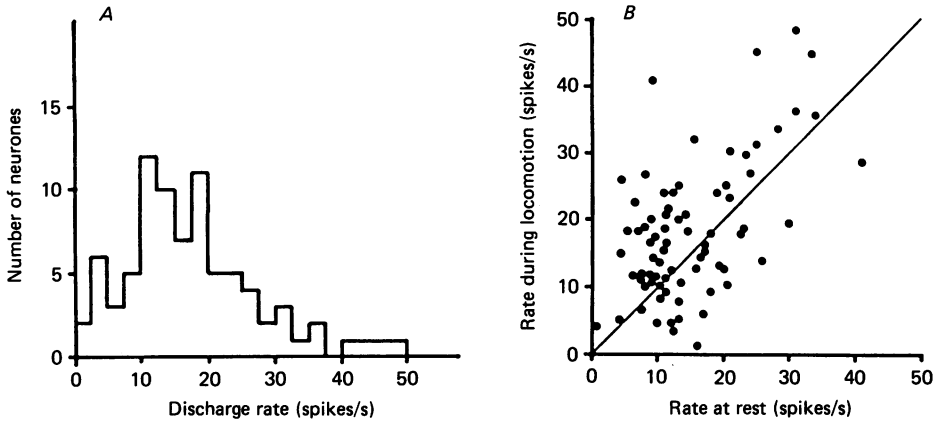 A
Number of neurones
15
10
5
0
0 10 20 30 40 50
Discharge rate (spikes/s)
B
Rate during locomotion (spikes/s)
50
40
30
20
10
0
0 10 20 30 40 50
Rate at rest (spikes/s)